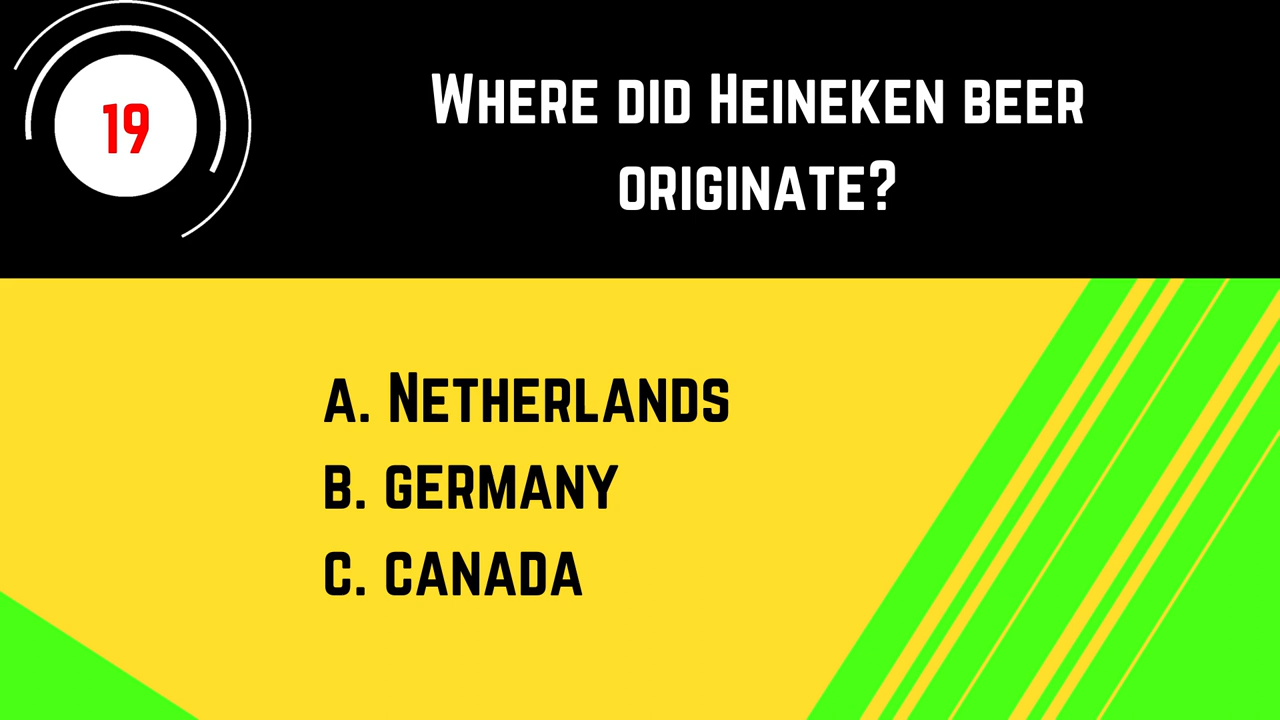 19
Where did Heineken beer
originate?
a. Netherlands
b. Germany
c. Canada